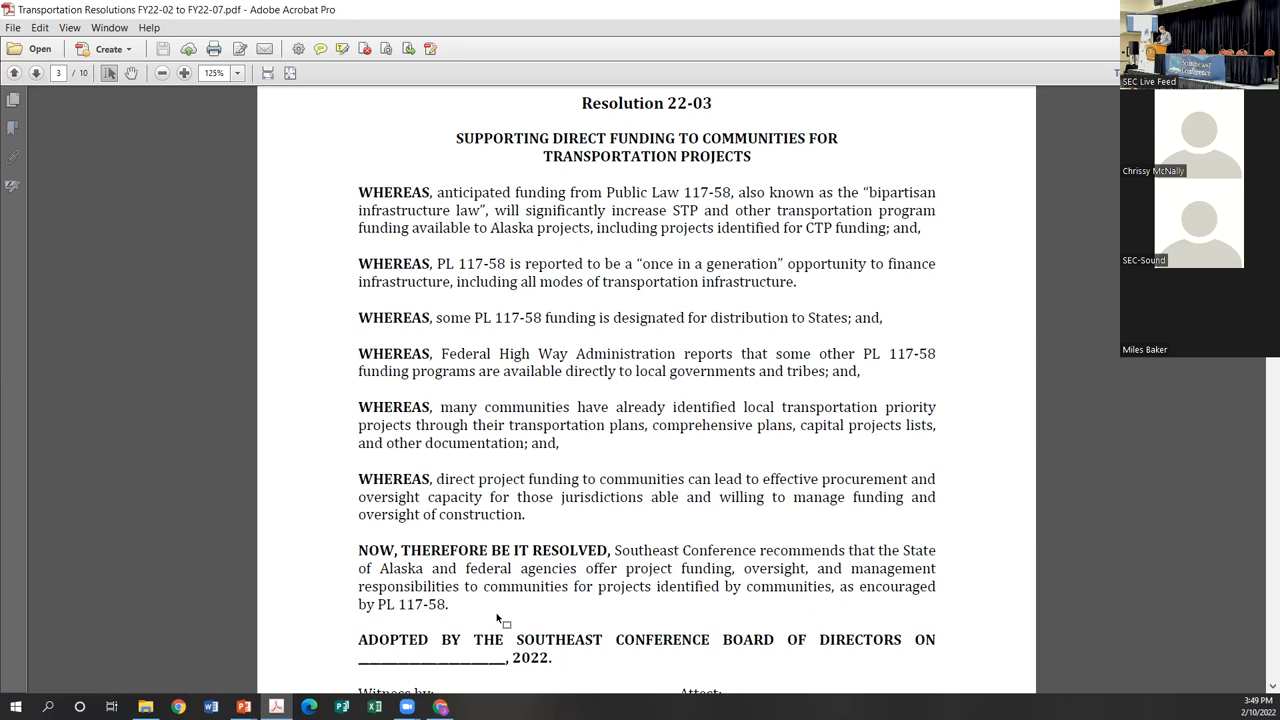 Transportation Resolutions FY22-02 to FY22-07.pdf - Adobe Acrobat Pro
File Edit View Window Help
Open Create
3 / 10 125%
Resolution 22-03
SUPPORTING DIRECT FUNDING TO COMMUNITIES FOR
TRANSPORTATION PROJECTS
WHEREAS, anticipated funding from Public Law 117-58, also known as the “bipartisan
infrastructure law”, will significantly increase STP and other transportation program
funding available to Alaska projects, including projects identified for CTP funding; and,
WHEREAS, PL 117-58 is reported to be a “once in a generation” opportunity to finance
infrastructure, including all modes of transportation infrastructure.
WHEREAS, some PL 117-58 funding is designated for distribution to States; and,
WHEREAS, Federal High Way Administration reports that some other PL 117-58
funding programs are available directly to local governments and tribes; and,
WHEREAS, many communities have already identified local transportation priority
projects through their transportation plans, comprehensive plans, capital projects lists,
and other documentation; and,
WHEREAS, direct project funding to communities can lead to effective procurement and
oversight capacity for those jurisdictions able and willing to manage funding and
oversight of construction.
NOW, THEREFORE BE IT RESOLVED, Southeast Conference recommends that the State
of Alaska and federal agencies offer project funding, oversight, and management
responsibilities to communities for projects identified by communities, as encouraged
by PL 117-58.
ADOPTED BY THE SOUTHEAST CONFERENCE BOARD OF DIRECTORS ON
____________________, 2022.
Witness by: Attest:
Southeast
Conference
SEC Live Feed
Chrissy McNally
SEC-Sound
Miles Baker
3:49 PM
2/10/2022